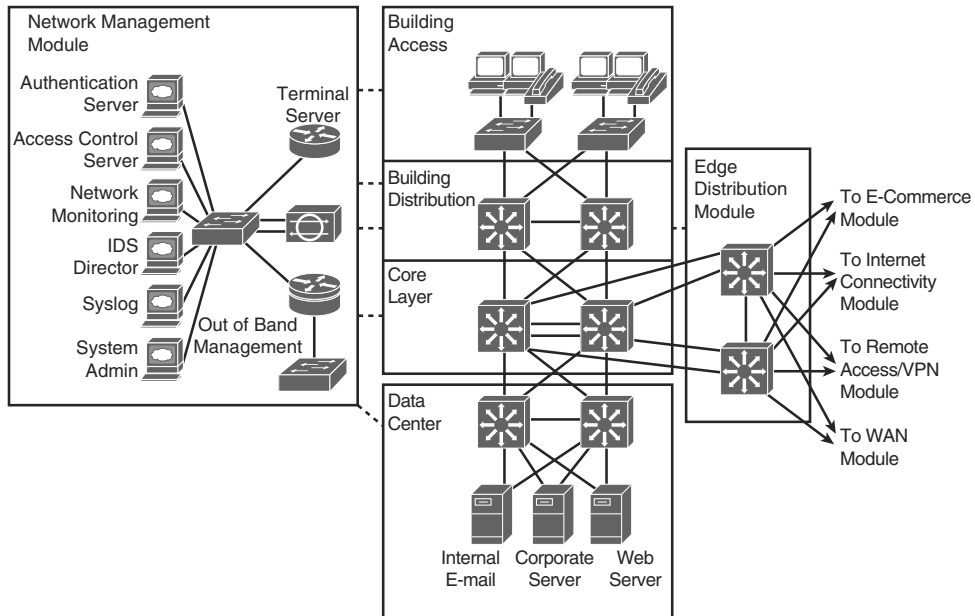 Network Management
Module
Authentication
Server
Access Control
Server
Network
Monitoring
IDS
Director
Syslog
System
Admin
Terminal
Server
Out of Band
Management
Building
Access
Building
Distribution
Core
Layer
Data
Center
Internal
E-mail
Corporate
Server
Web
Server
Edge
Distribution
Module
To E-Commerce
Module
To Internet
Connectivity
Module
To Remote
Access/VPN
Module
To WAN
Module